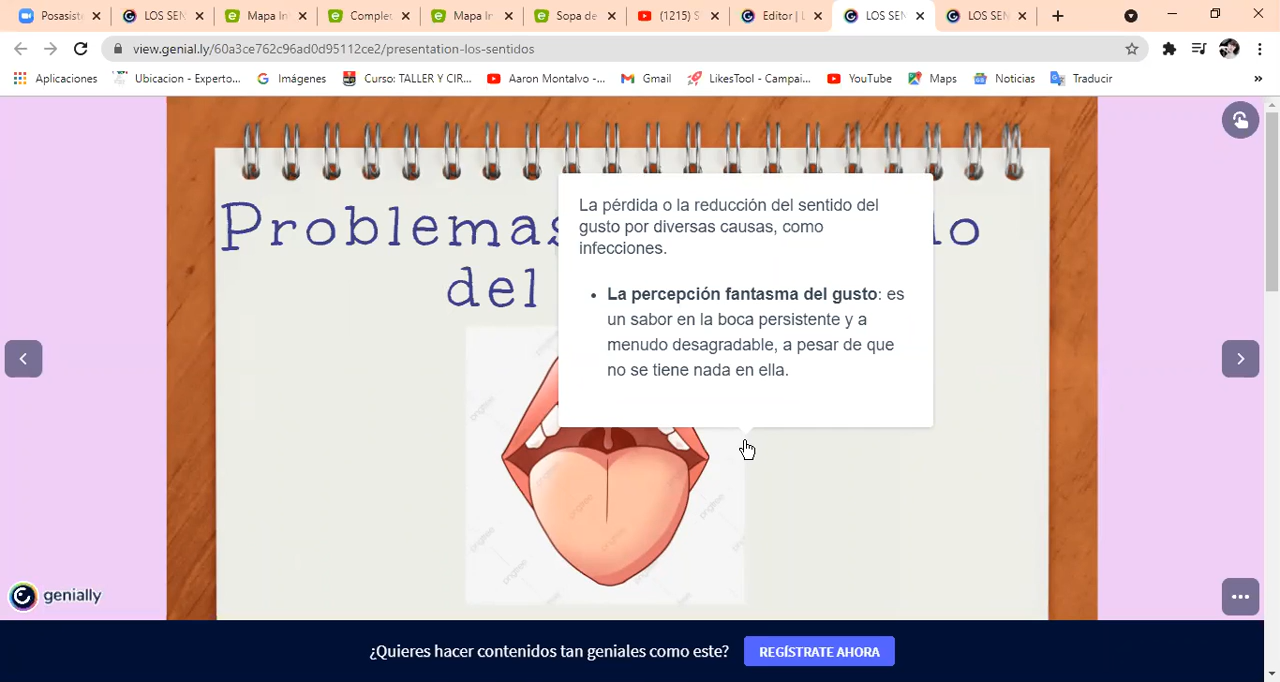 Posasist
LOS SEN
Mapa In
Complet
Mapa In
Sopa de
(1215) S
Editor | L
LOS SEN
LOS SEN
view.genial.ly/60a3ce762c96ad0d95112ce2/presentation-los-sentidos
Aplicaciones
Ubicacion - Experto...
Imágenes
Curso: TALLER Y CIR...
Aaron Montalvo -...
Gmail
LikesTool - Campai...
YouTube
Maps
Noticias
Traducir
»
La pérdida o la reducción del sentido del
gusto por diversas causas, como
infecciones.
• La percepción fantasma del gusto: es
un sabor en la boca persistente y a
menudo desagradable, a pesar de que
no se tiene nada en ella.
Problemas
do
del
pngtree
genially
¿Quieres hacer contenidos tan geniales como este?
REGÍSTRATE AHORA